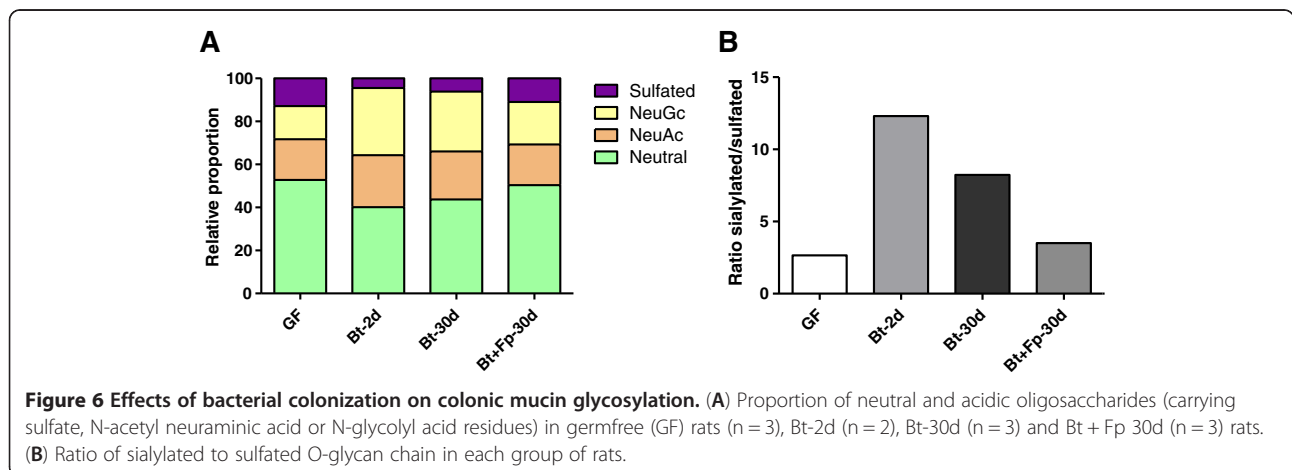 A
100
80
60
40
20
0
Relative proportion
GF
Bt-2d
Bt-30d
Bt+Fp-30d
Sulfated
NeuGc
NeuAc
Neutral
B
15
10
5
0
Ratio sialylated/sulfated
GF
Bt-2d
Bt-30d
Bt+Fp-30d
Figure 6 Effects of bacterial colonization on colonic mucin glycosylation. (A) Proportion of neutral and acidic oligosaccharides (carrying
sulfate, N-acetyl neuraminic acid or N-glycolyl acid residues) in germfree (GF) rats (n = 3), Bt-2d (n = 2), Bt-30d (n = 3) and Bt + Fp 30d (n = 3) rats.
(B) Ratio of sialylated to sulfated O-glycan chain in each group of rats.